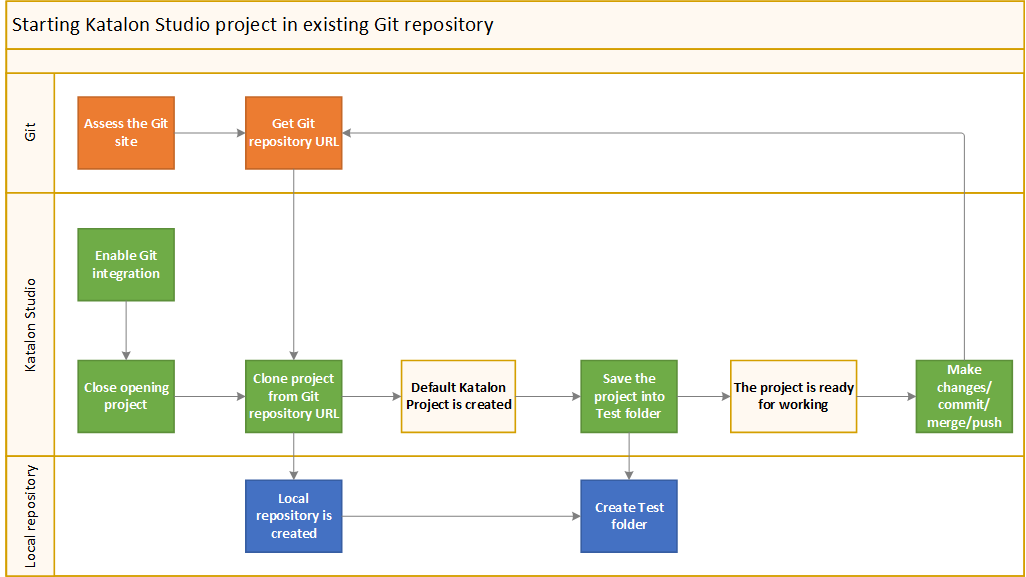 Starting Katalon Studio project in existing Git repository
Git
Assess the Git
site
Get Git
repository URL
Katalon Studio
Enable Git
integration
Close opening
project
Clone project
from Git
repository URL
Default Katalon
Project is created
Save the
project into
Test folder
The project is ready
for working
Make
changes/
commit/
merge/push
Local repository
Local
repository is
created
Create Test
folder